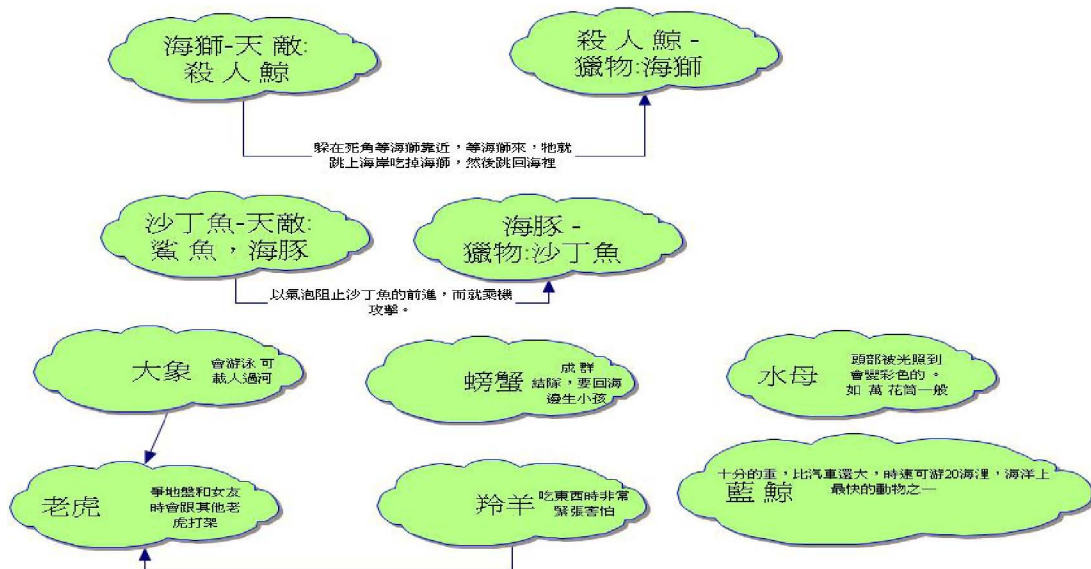 海獅-天敵:
殺人鯨
殺人鯨-
獵物:海獅
躲在死角等海獅靠近，等海獅來，牠就
跳上海岸吃掉海獅，然後跳回海裡
沙丁魚-天敵:
鯊魚，海豚
海豚-
獵物:沙丁魚
以氣泡阻止沙丁魚的前進，而就乘機
攻擊。
大象
會游泳可
載人過河
螃蟹
成群
結隊，要回海
邊生小孩
水母
頭部被光照到
會變彩色的。
如萬花筒一般
老虎
爭地盤和女友
時會跟其他老
虎打架
羚羊
吃東西時非常
緊張害怕
十分的重，比汽車還大，時速可游20海浬，海洋上
最快的動物之一
藍鯨